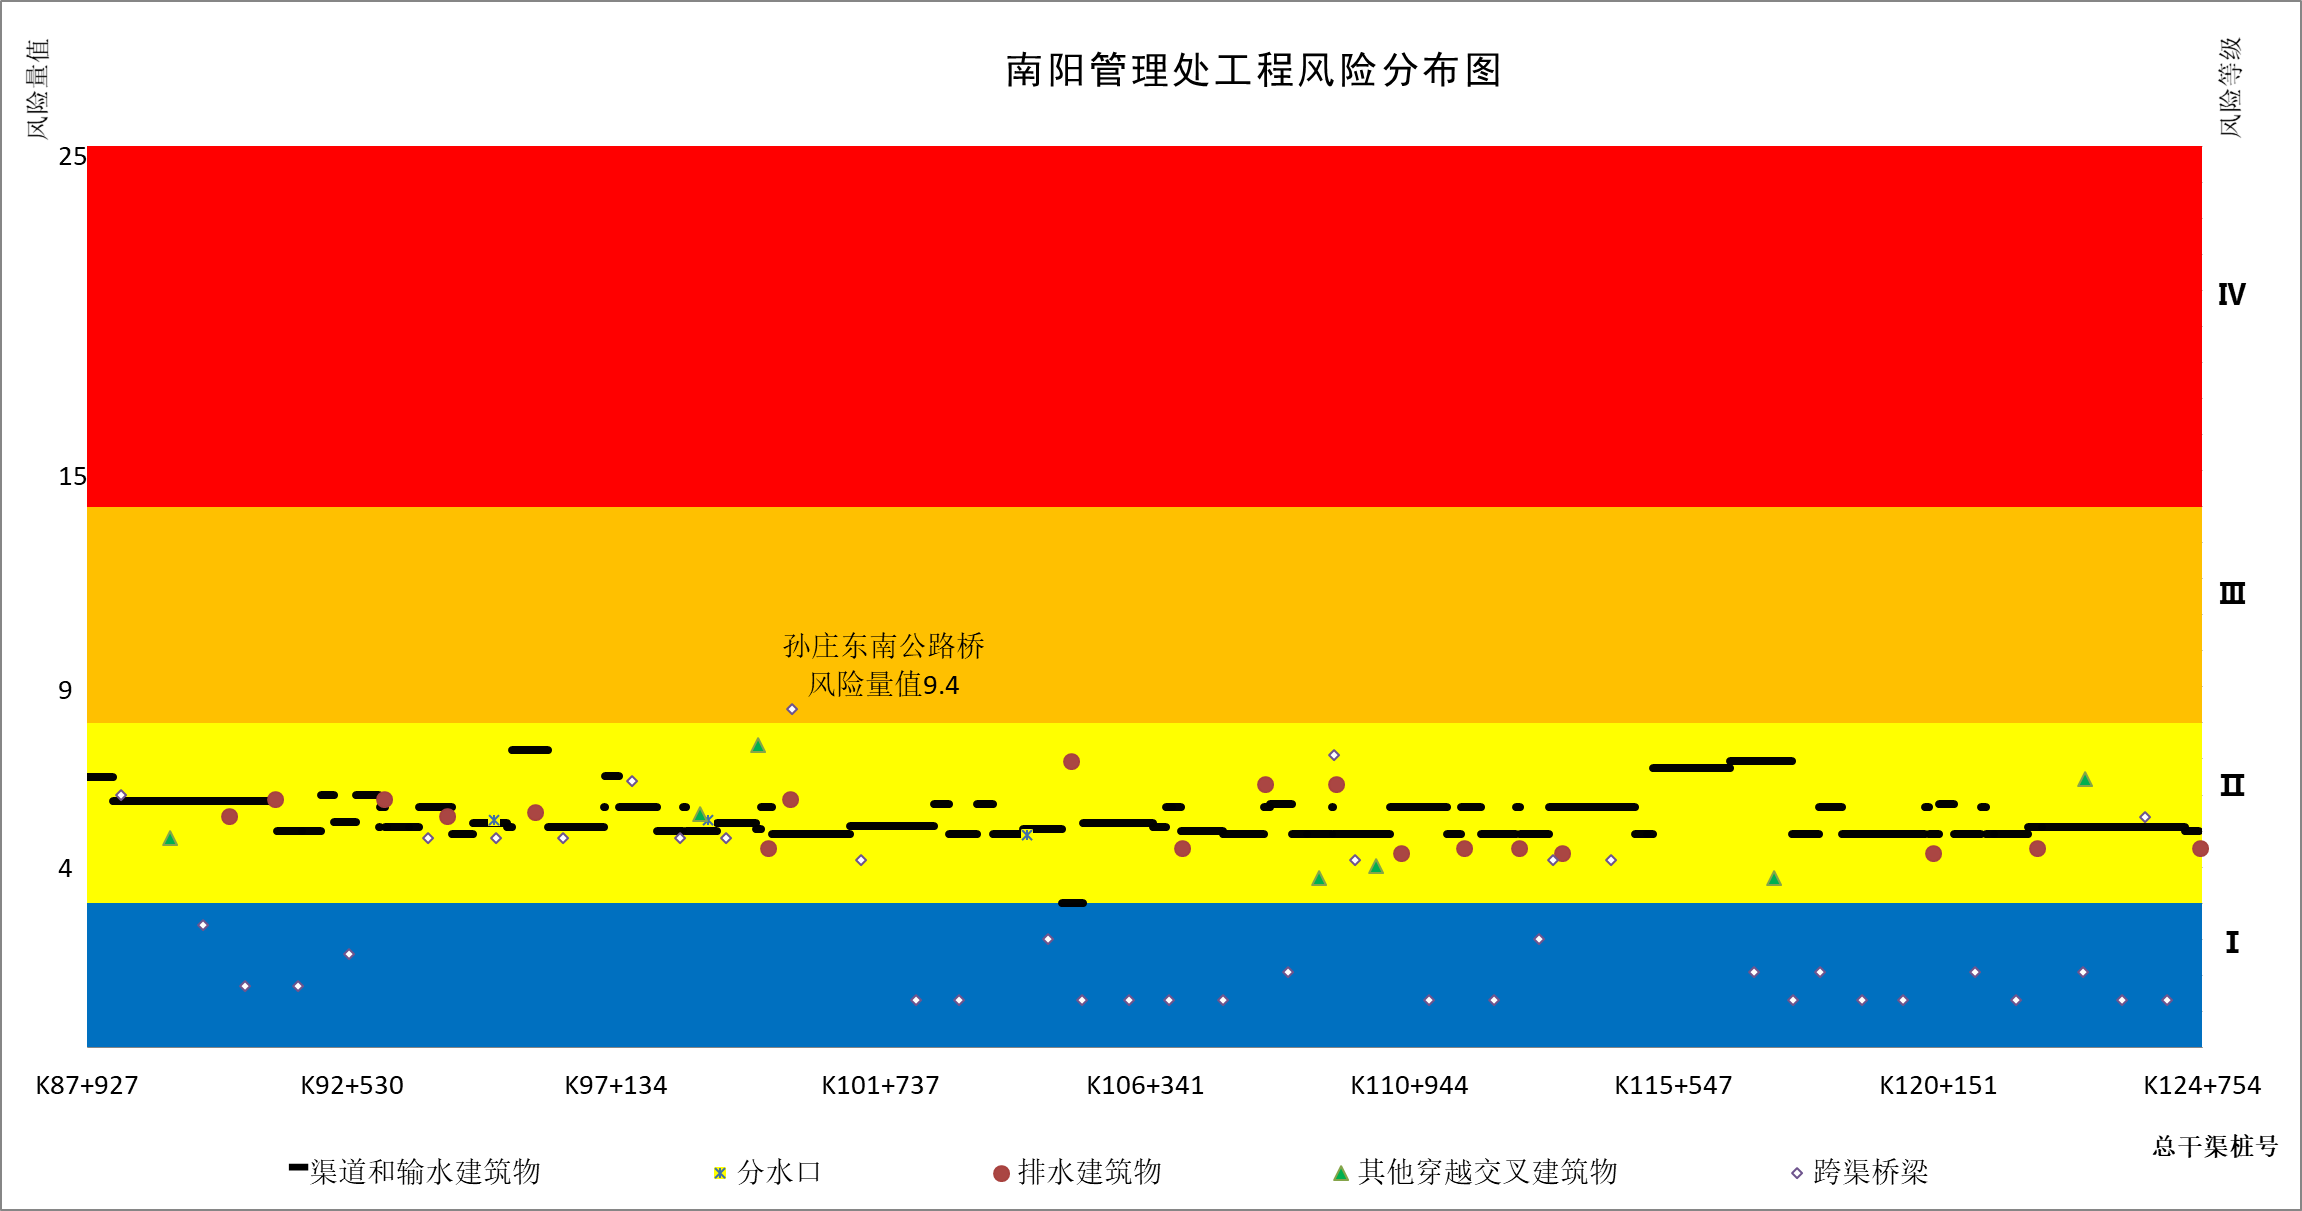 南阳管理处工程风险分布图
风险量值
风险等级
25
15
9
4
IV
III
II
I
孙庄东南公路桥
风险量值9.4
K87+927
K92+530
K97+134
K101+737
K106+341
K110+944
K115+547
K120+151
K124+754
总干渠桩号
渠道和输水建筑物
分水口
排水建筑物
其他穿越交叉建筑物
跨渠桥梁